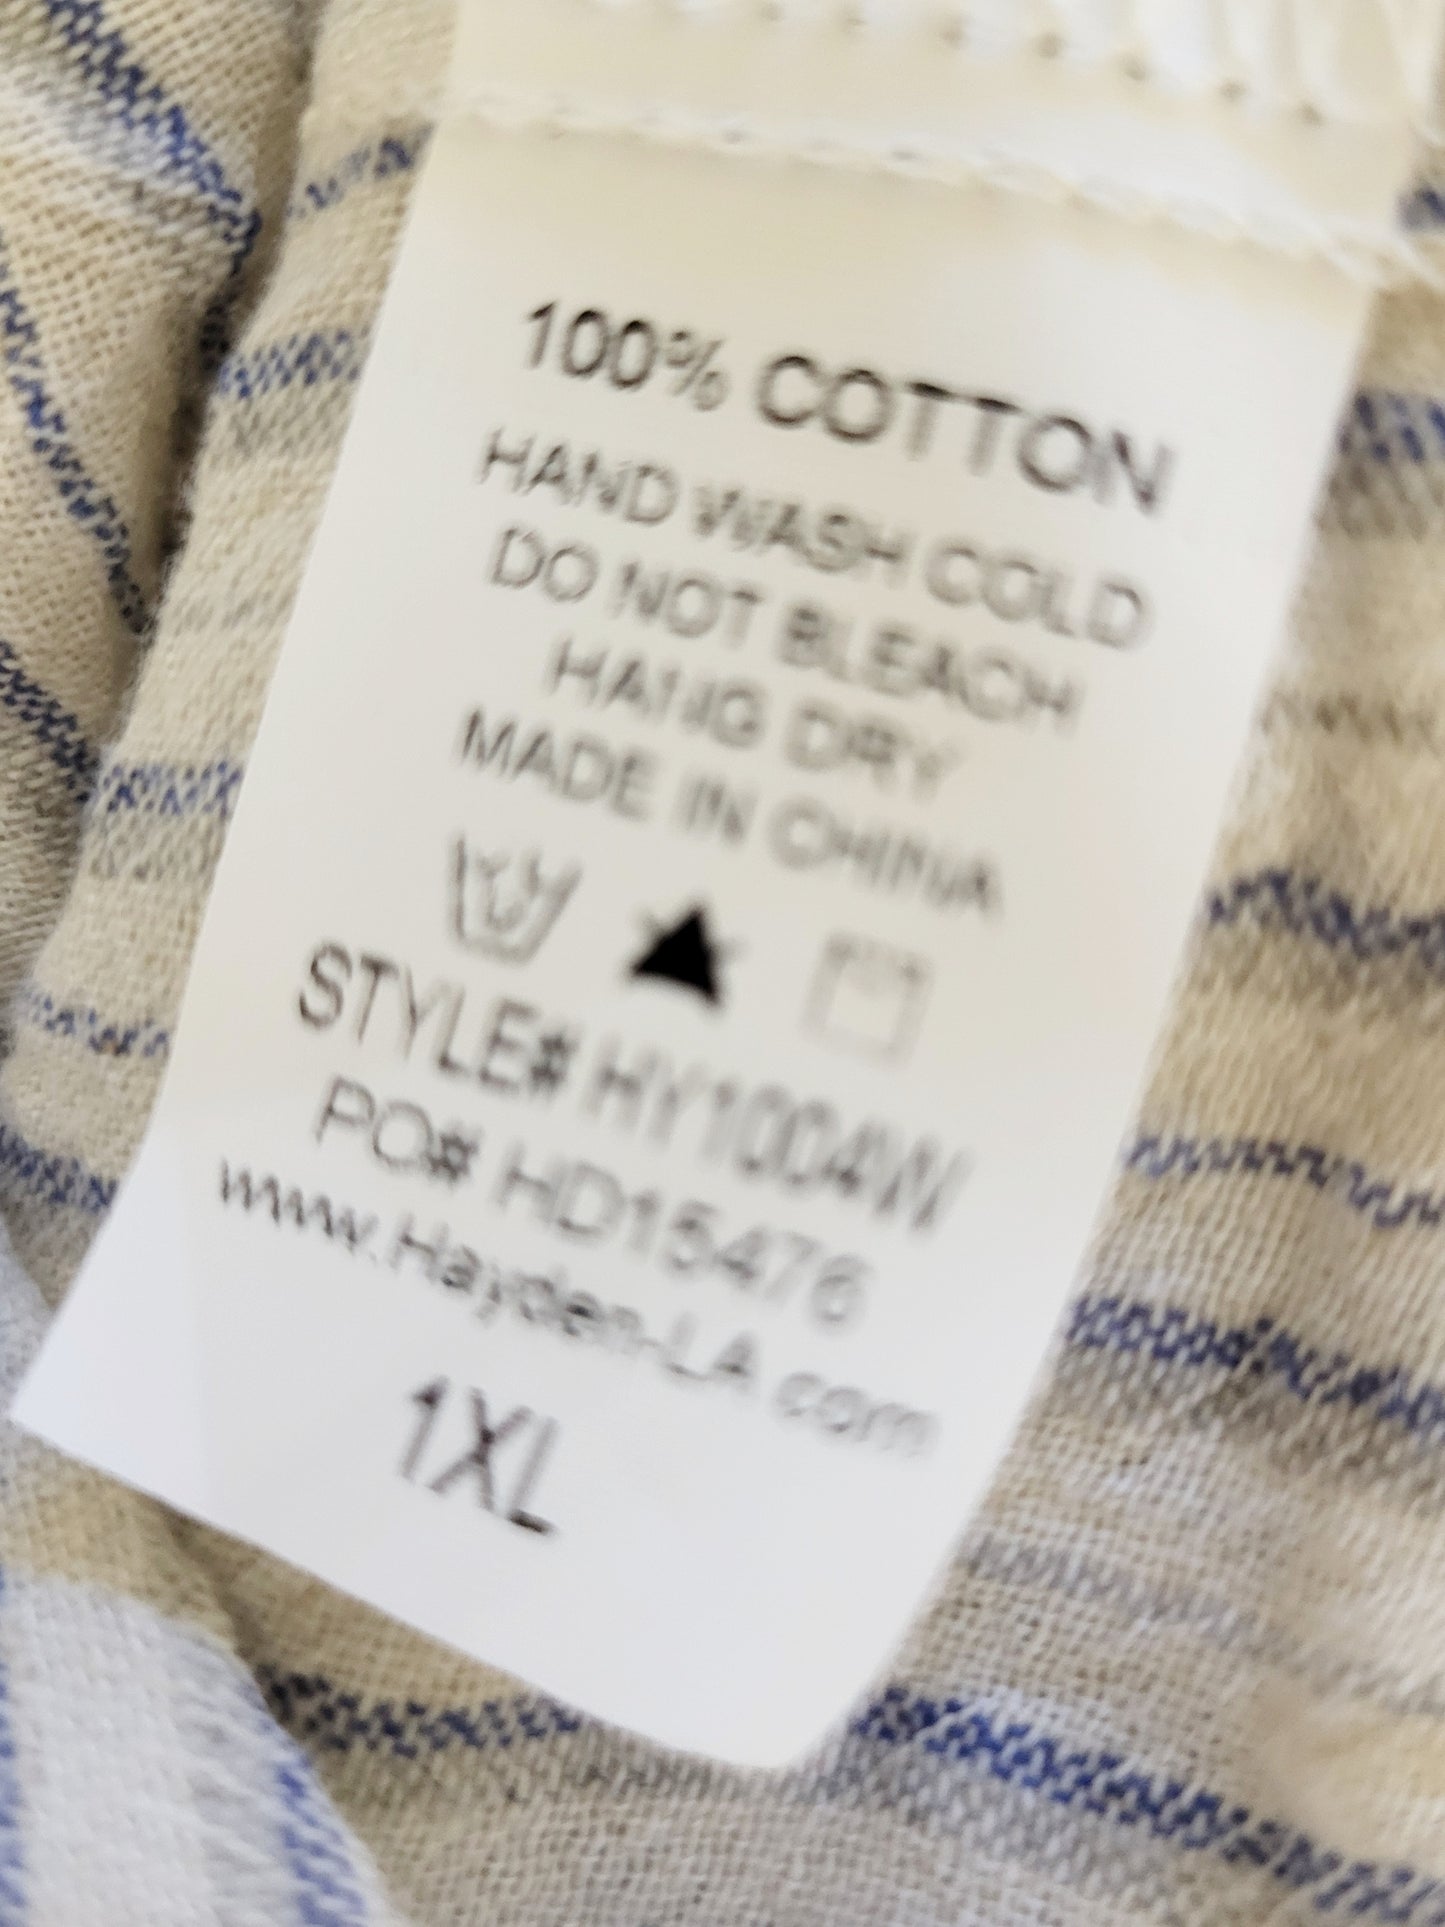 100% COTTON
HAND WASH COLD
DO NOT BLEACH
HANG DRY
MADE IN CHINA
STYLE# HY1004W
PO# HD15476
www.Hayden-LA.com
1XL